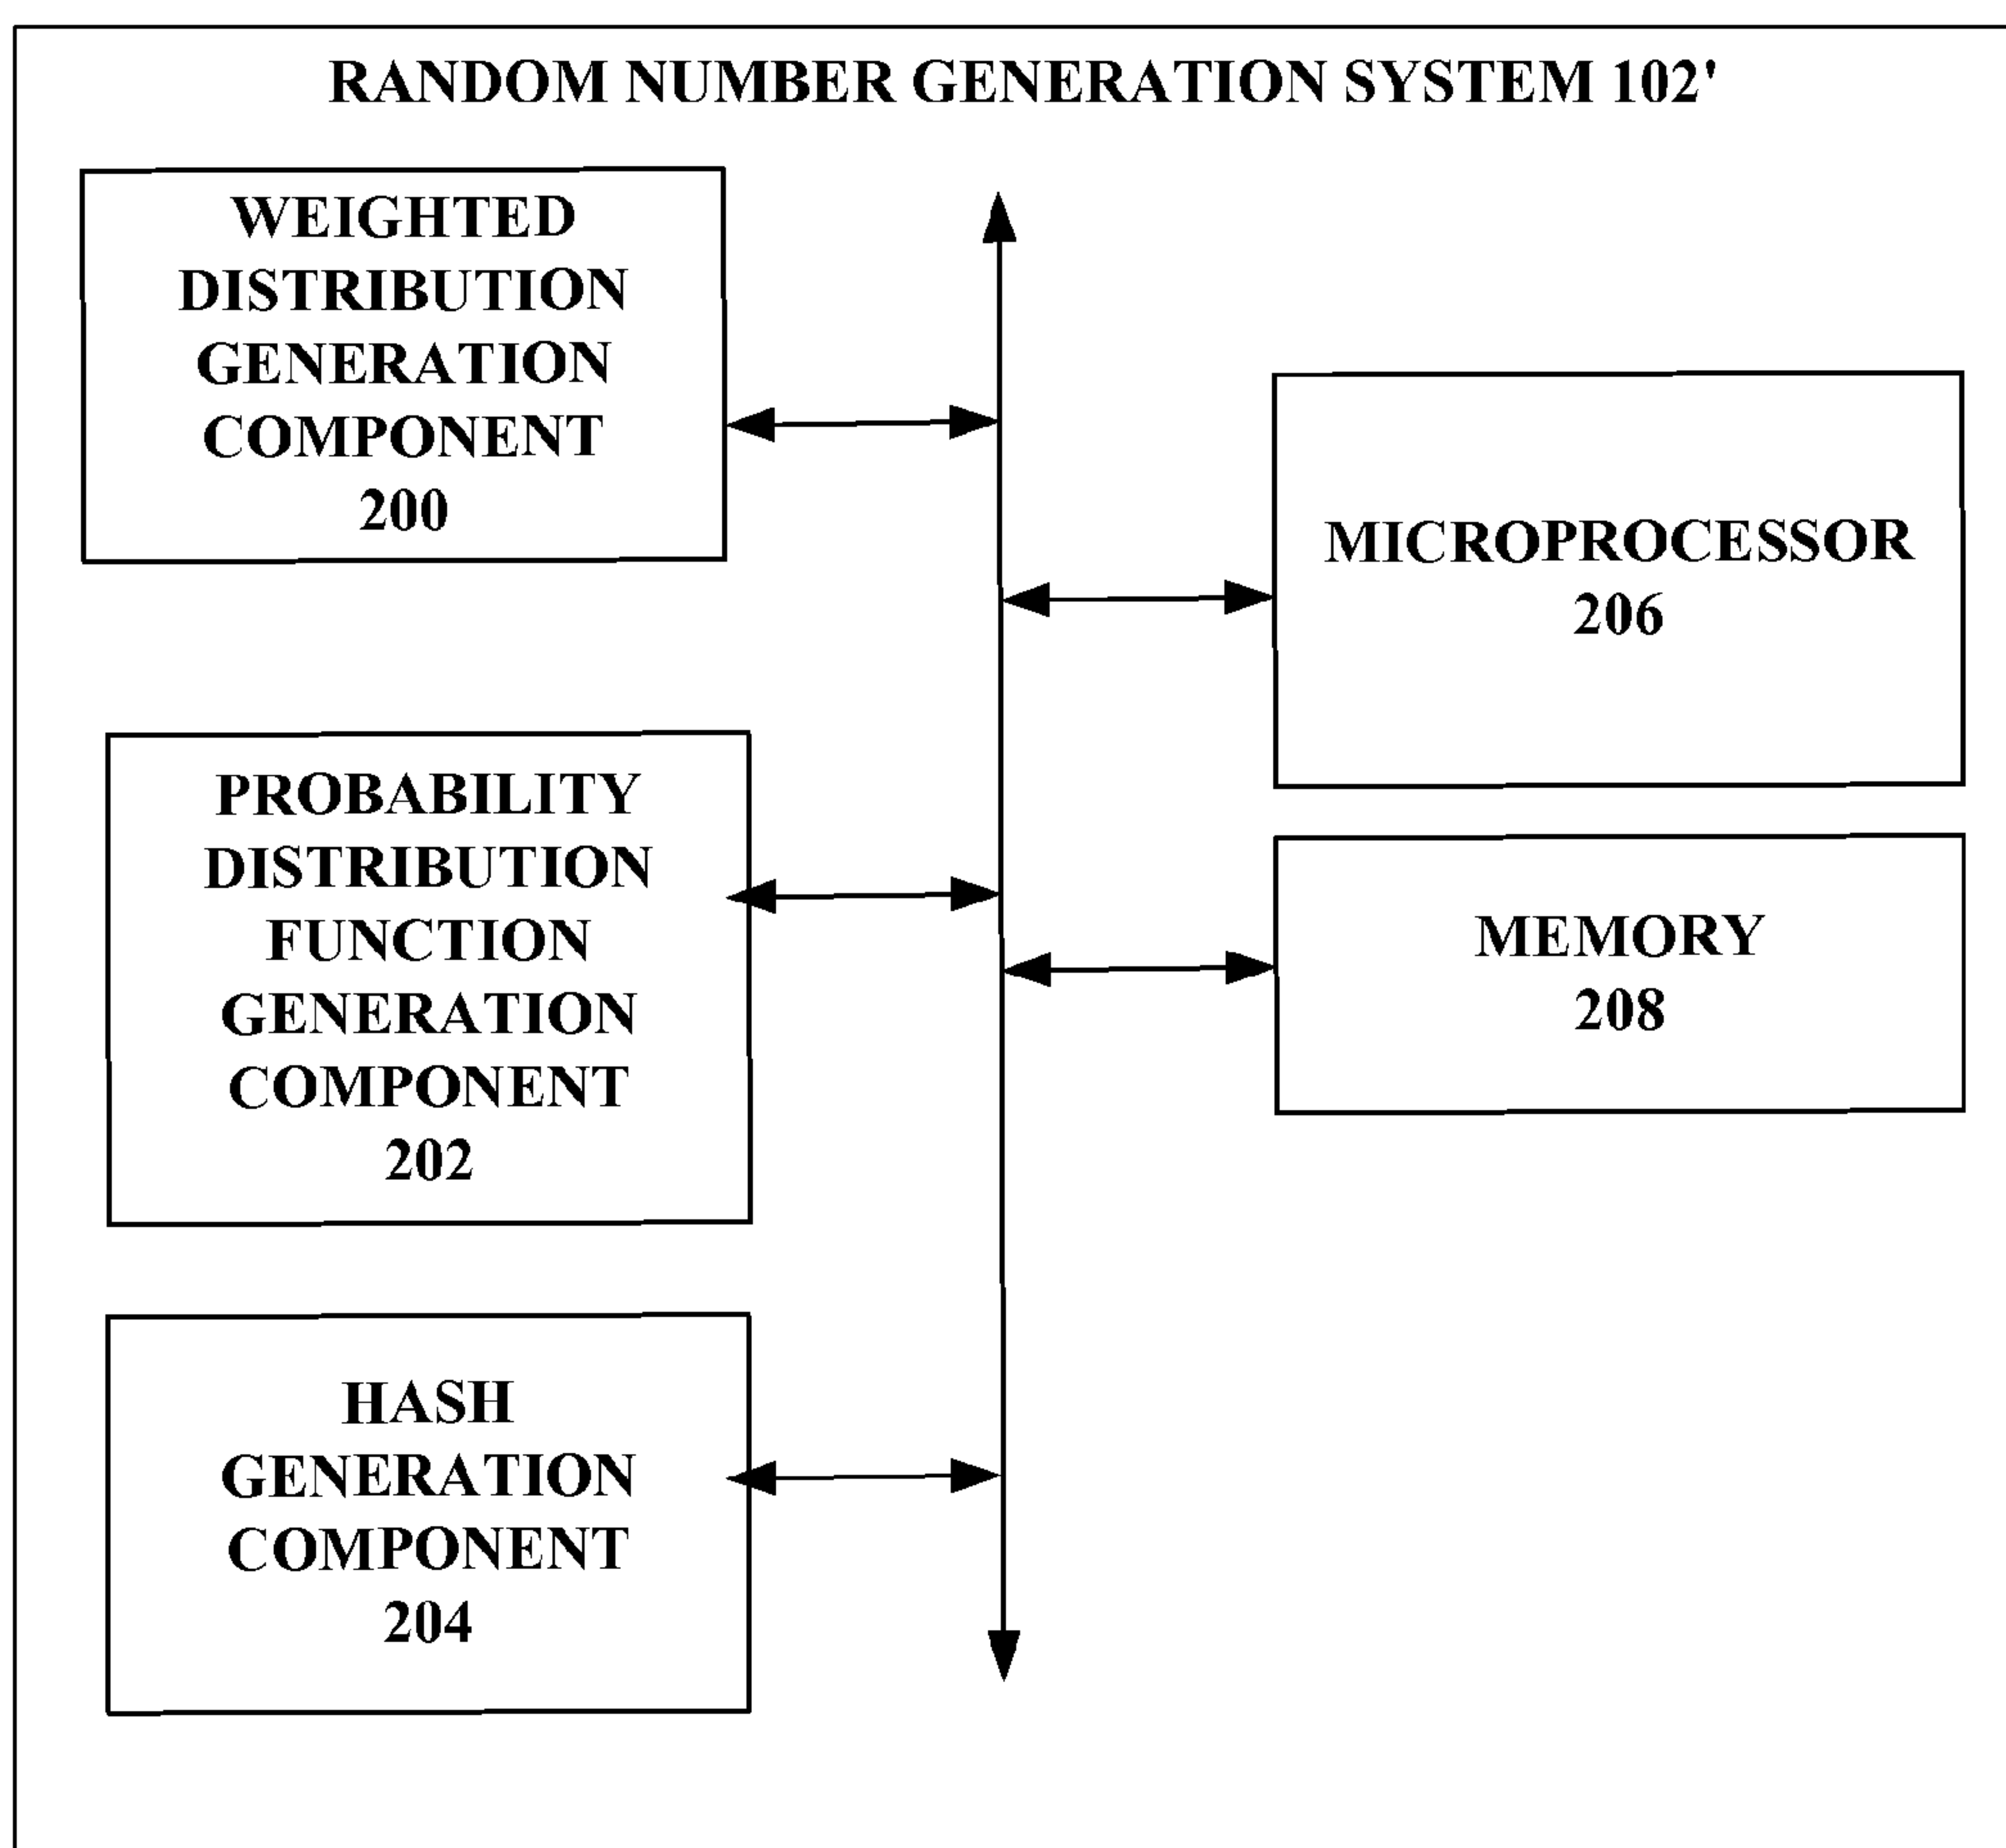 RANDOM NUMBER GENERATION SYSTEM 102'
WEIGHTED
DISTRIBUTION
GENERATION
COMPONENT
200
MICROPROCESSOR
206
PROBABILITY
DISTRIBUTION
FUNCTION
GENERATION
COMPONENT
202
MEMORY
208
HASH
GENERATION
COMPONENT
204